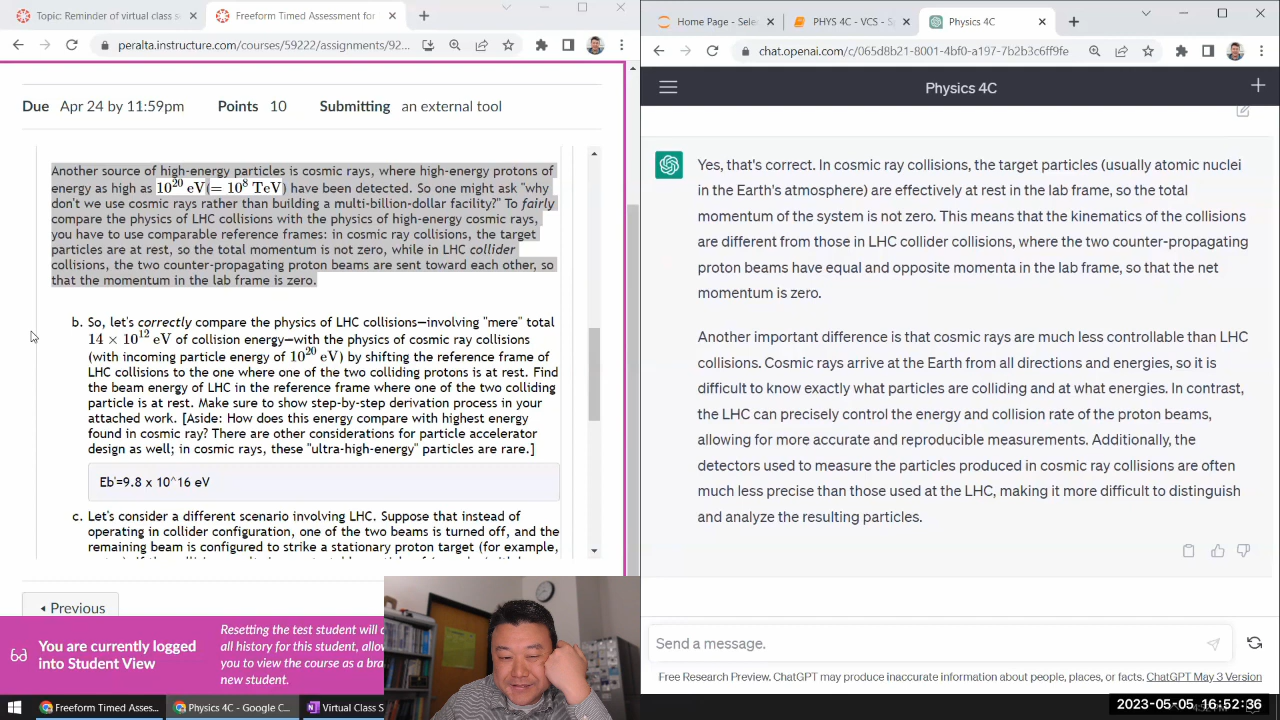 Topic: Reminder of virtual class s
Freeform Timed Assessment for
peralta.instructure.com/courses/59222/assignments/92...
Due Apr 24 by 11:59pm Points 10 Submitting an external tool
Another source of high-energy particles is cosmic rays, where high-energy protons of
energy as high as 10^20 eV(= 10^8 TeV) have been detected. So one might ask "why
don't we use cosmic rays rather than building a multi-billion-dollar facility?" To fairly
compare the physics of LHC collisions with the physics of high-energy cosmic rays,
you have to use comparable reference frames: in cosmic ray collisions, the target
particles are at rest, so the total momentum is not zero, while in LHC collider
collisions, the two counter-propagating proton beams are sent toward each other, so
that the momentum in the lab frame is zero.
b. So, let's correctly compare the physics of LHC collisions—involving "mere" total
14 × 10^12 eV of collision energy—with the physics of cosmic ray collisions
(with incoming particle energy of 10^20 eV) by shifting the reference frame of
LHC collisions to the one where one of the two colliding protons is at rest. Find
the beam energy of LHC in the reference frame where one of the two colliding
particle is at rest. Make sure to show step-by-step derivation process in your
attached work. [Aside: How does this energy compare with highest energy
found in cosmic ray? There are other considerations for particle accelerator
design as well; in cosmic rays, these "ultra-high-energy" particles are rare.]
Eb'=9.8 x 10^16 eV
c. Let's consider a different scenario involving LHC. Suppose that instead of
operating in collider configuration, one of the two beams is turned off, and the
remaining beam is configured to strike a stationary proton target (for example,
Previous
You are currently logged
into Student View
Resetting the test student will c
all history for this student, allow
you to view the course as a bra
new student.
Home Page - Sele
PHYS 4C - VCS - S
Physics 4C
chat.openai.com/c/065d8b21-8001-4bf0-a197-7b2b3c6ff9fe
Physics 4C
Yes, that's correct. In cosmic ray collisions, the target particles (usually atomic nuclei
in the Earth's atmosphere) are effectively at rest in the lab frame, so the total
momentum of the system is not zero. This means that the kinematics of the collisions
are different from those in LHC collider collisions, where the two counter-propagating
proton beams have equal and opposite momenta in the lab frame, so that the net
momentum is zero.
Another important difference is that cosmic rays are much less controllable than LHC
collisions. Cosmic rays arrive at the Earth from all directions and energies, so it is
difficult to know exactly what particles are colliding and at what energies. In contrast,
the LHC can precisely control the energy and collision rate of the proton beams,
allowing for more accurate and reproducible measurements. Additionally, the
detectors used to measure the particles produced in cosmic ray collisions are often
much less precise than those used at the LHC, making it more difficult to distinguish
and analyze the resulting particles.
Send a message.
Free Research Preview. ChatGPT may produce inaccurate information about people, places, or facts. ChatGPT May 3 Version
Freeform Timed Asses...
Physics 4C - Google C...
Virtual Class S
2023-05-05 16:52:36